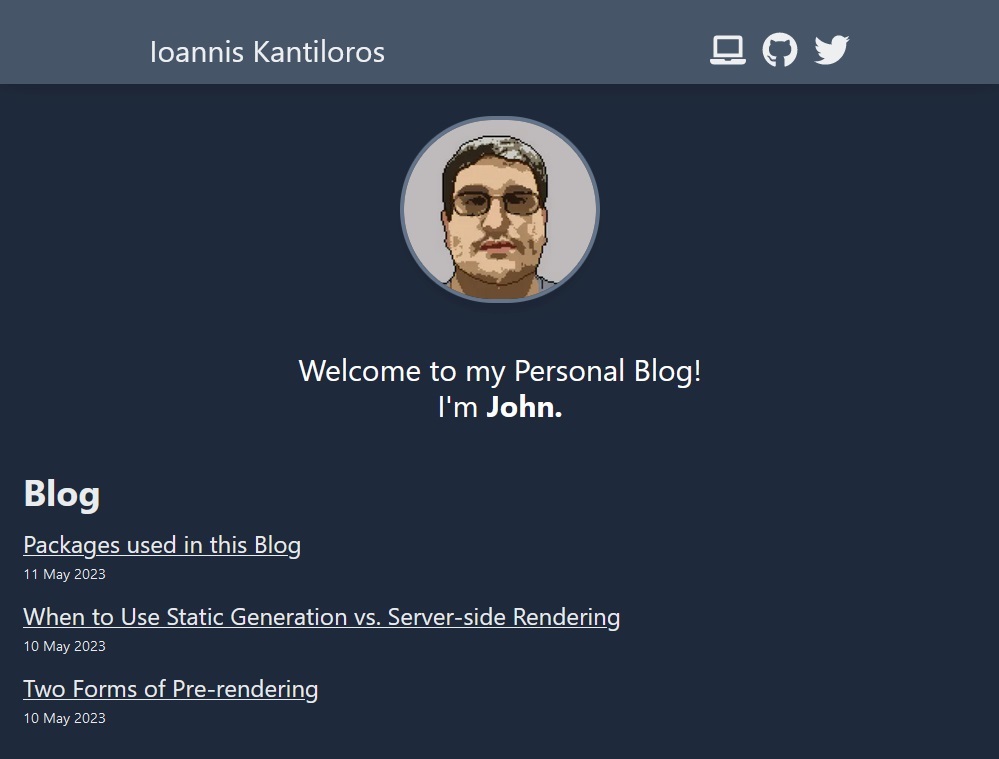 Ioannis Kantiloros
Welcome to my Personal Blog!
I'm John.
Blog
Packages used in this Blog
11 May 2023
When to Use Static Generation vs. Server-side Rendering
10 May 2023
Two Forms of Pre-rendering
10 May 2023